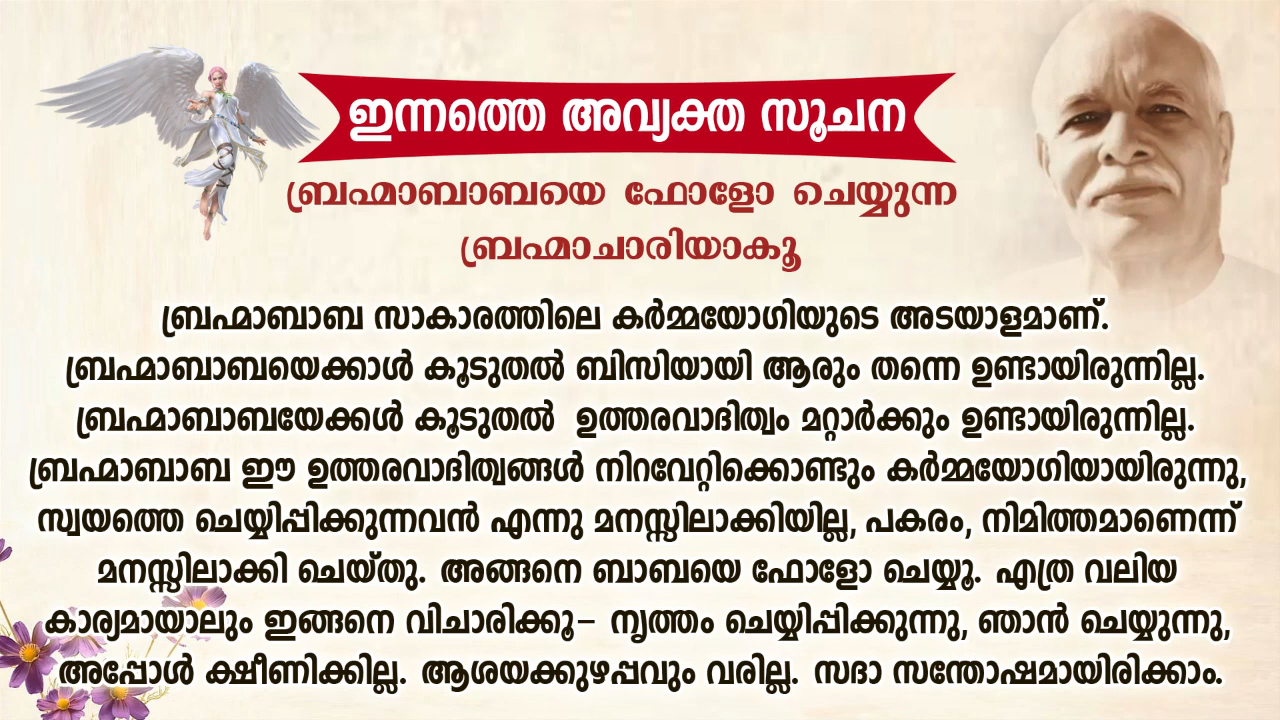 ഇന്നത്തെ അവ്യക്ത സൂചന
ബ്രഹ്മാബാബയെ ഫോളോ ചെയ്യുന്ന
ബ്രഹ്മാചാരിയാകൂ
ബ്രഹ്മാബാബ സാകാരത്തിലെ കർമ്മയോഗിയുടെ അടയാളമാണ്.
ബ്രഹ്മാബാബയെക്കാൾ കൂടുതൽ ബിസിയായി ആരും തന്നെ ഉണ്ടായിരുന്നില്ല.
ബ്രഹ്മാബാബയേക്കൾ കൂടുതൽ ഉത്തരവാദിത്വം മറ്റാർക്കും ഉണ്ടായിരുന്നില്ല.
ബ്രഹ്മാബാബ ഈ ഉത്തരവാദിത്വങ്ങൾ നിറവേറ്റിക്കൊണ്ടും കർമ്മയോഗിയായിരുന്നു,
സ്വയത്തെ ചെയ്യിപ്പിക്കുന്നവൻ എന്നു മനസ്സിലാക്കിയില്ല, പകരം, നിമിത്തമാണെന്ന്
മനസ്സിലാക്കി ചെയ്തു. അങ്ങനെ ബാബയെ ഫോളോ ചെയ്യൂ. എത്ര വലിയ
കാര്യമായാലും ഇങ്ങനെ വിചാരിക്കൂ- നൃത്തം ചെയ്യിപ്പിക്കുന്നു, ഞാൻ ചെയ്യുന്നു,
അപ്പോൾ ക്ഷീണിക്കില്ല. ആശയക്കുഴപ്പവും വരില്ല. സദാ സന്തോഷമായിരിക്കാം.